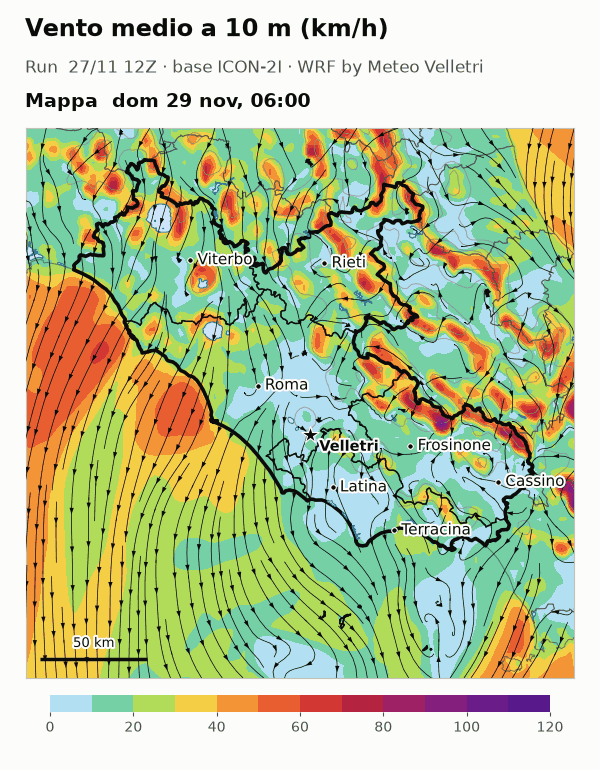 Vento medio a 10 m (km/h)
Run 27/11 12Z · base ICON-2I · WRF by Meteo Velletri
Mappa dom 29 nov, 06:00
Viterbo
Rieti
Roma
Velletri
Frosinone
Cassino
Latina
Terracina
50 km
0 20 40 60 80 100 120